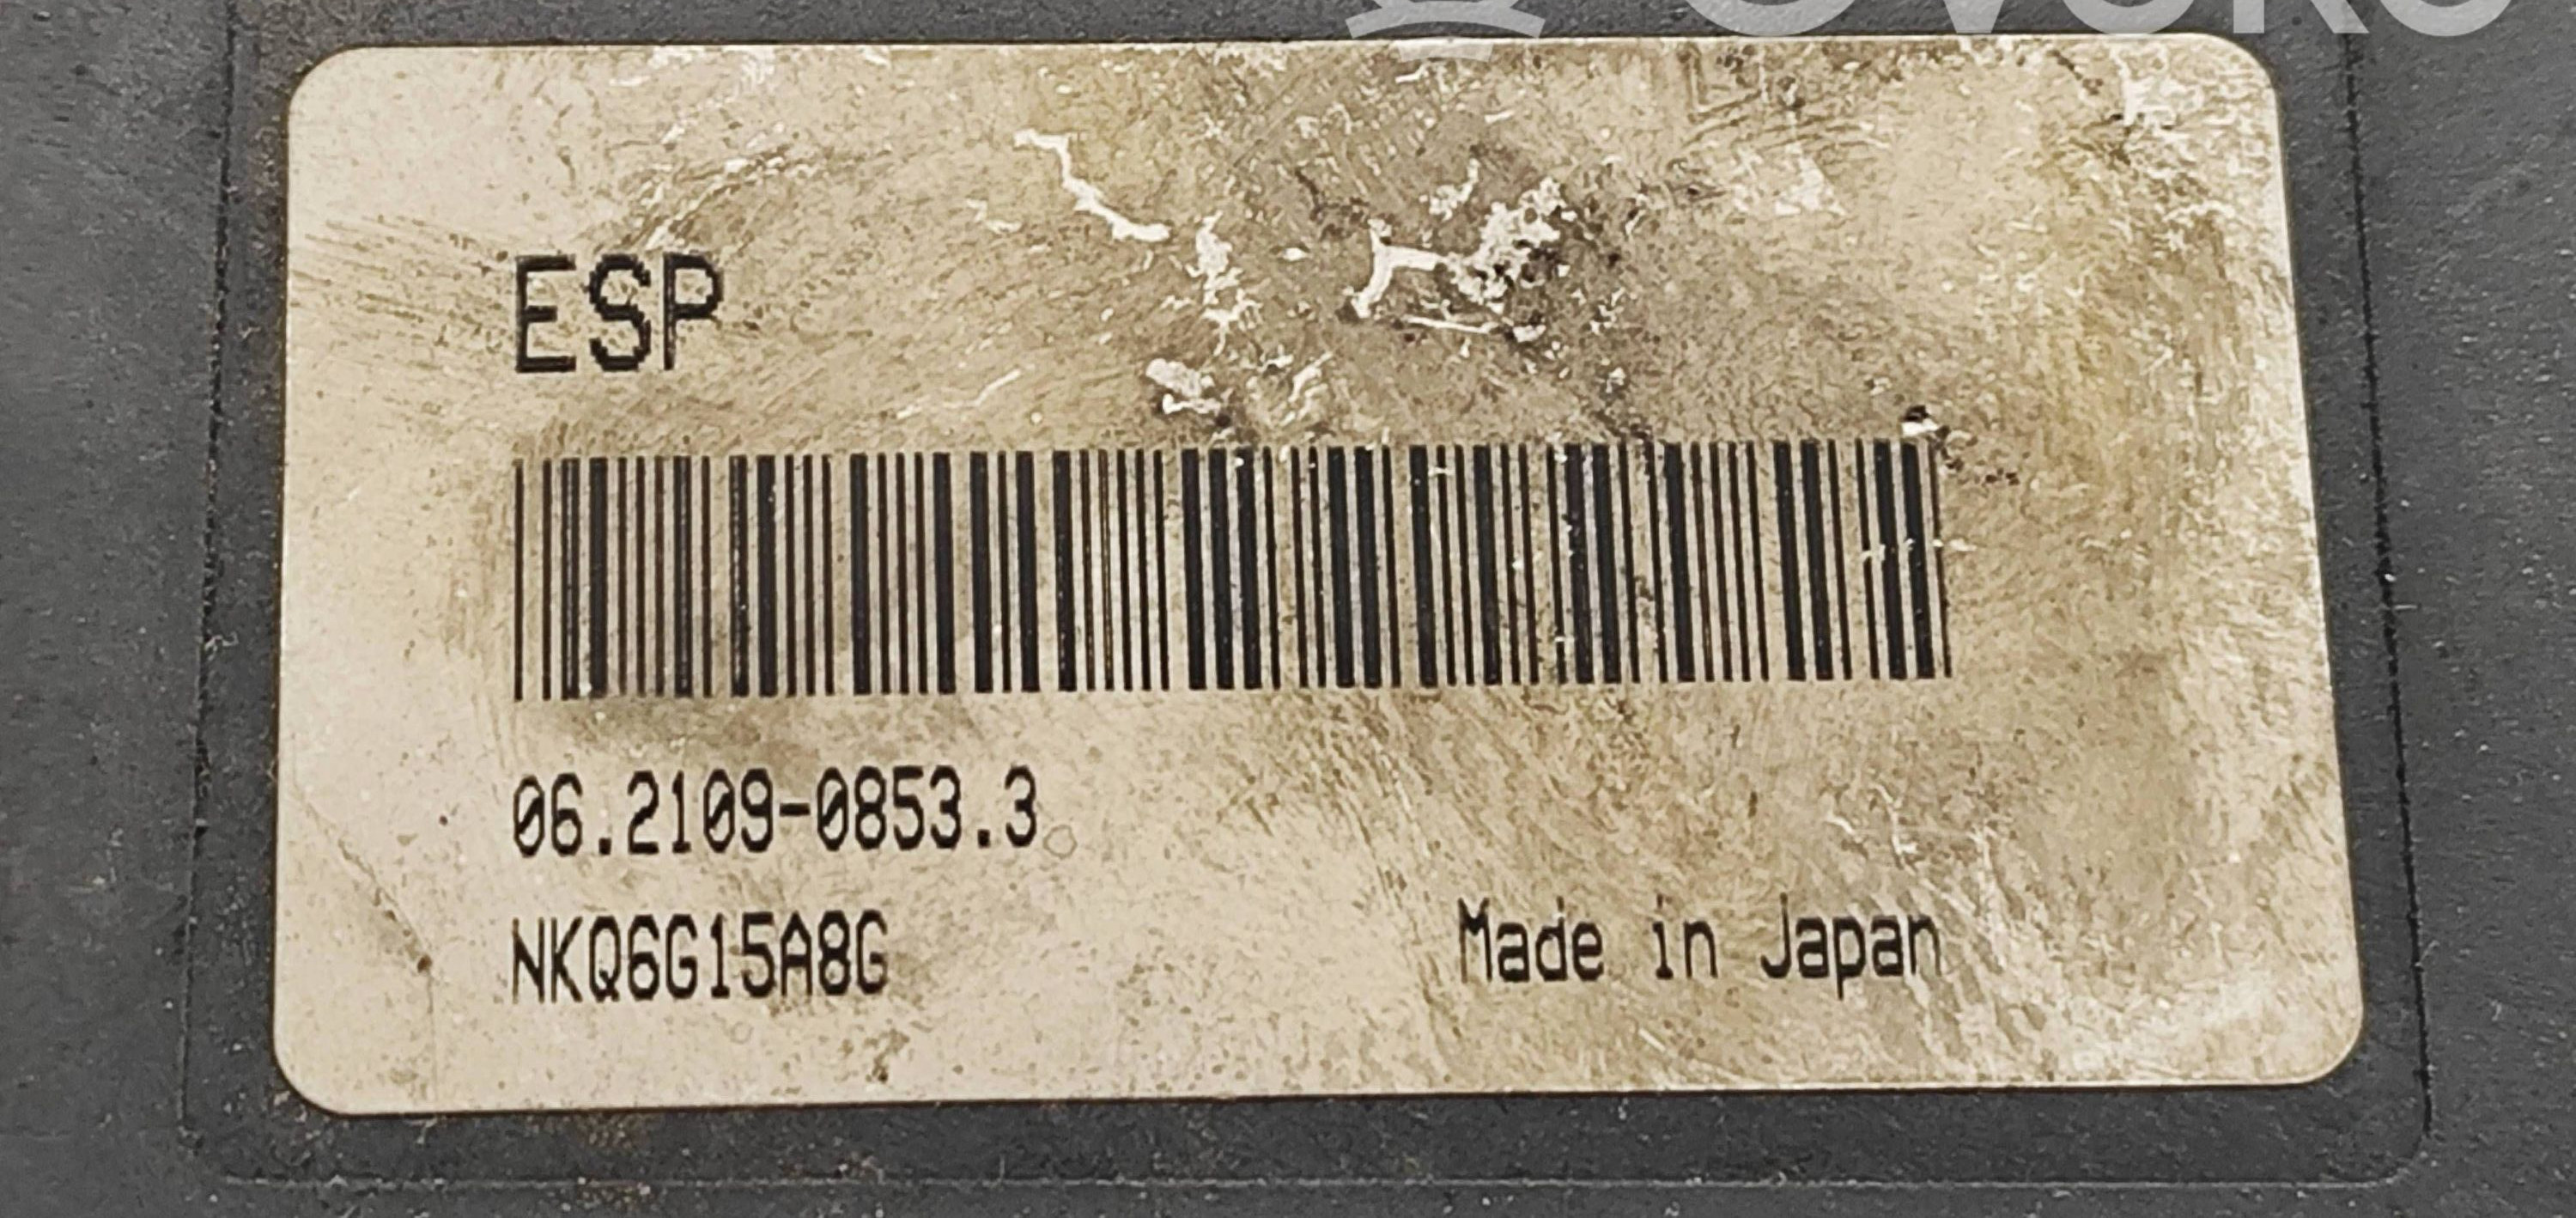 ESP
06.2109-0853.3
NKQ6G15A8G
Made in Japan